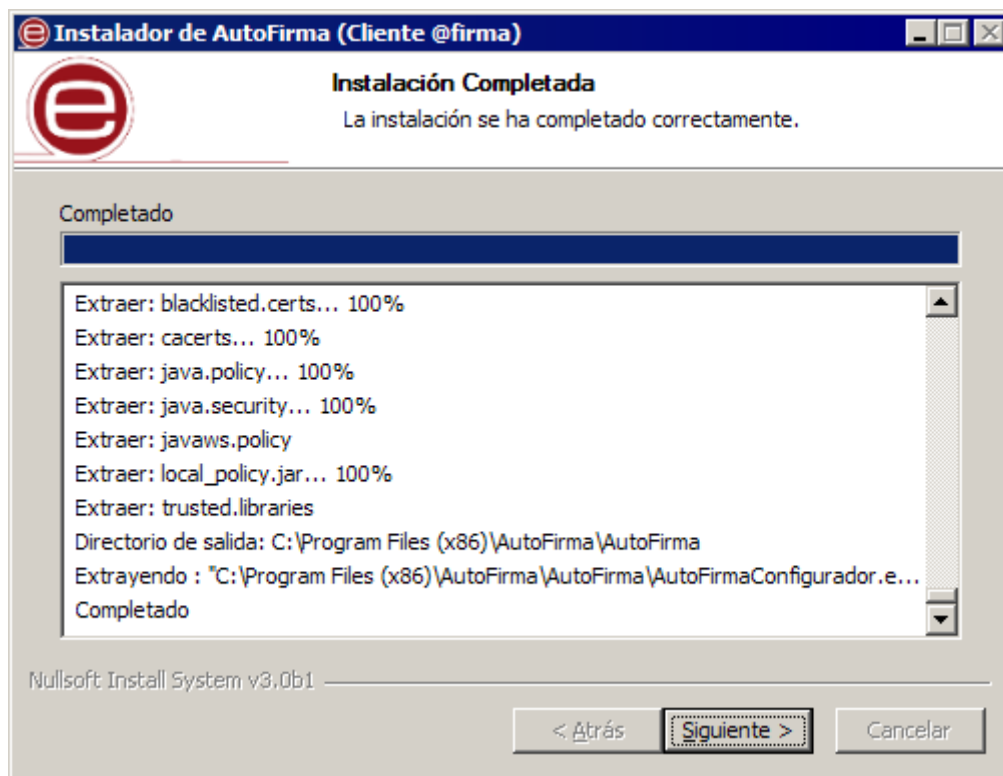 Instalador de AutoFirma (Cliente @firma)
Instalación Completada
La instalación se ha completado correctamente.
Completado
Extraer: blacklisted.certs... 100%
Extraer: cacerts... 100%
Extraer: java.policy... 100%
Extraer: java.security... 100%
Extraer: javaws.policy
Extraer: local_policy.jar... 100%
Extraer: trusted.libraries
Directorio de salida: C:\Program Files (x86)\AutoFirma\AutoFirma
Extrayendo : "C:\Program Files (x86)\AutoFirma\AutoFirma\AutoFirmaConfigurador.e...
Completado
Nullsoft Install System v3.0b1
< Atrás
Siguiente >
Cancelar